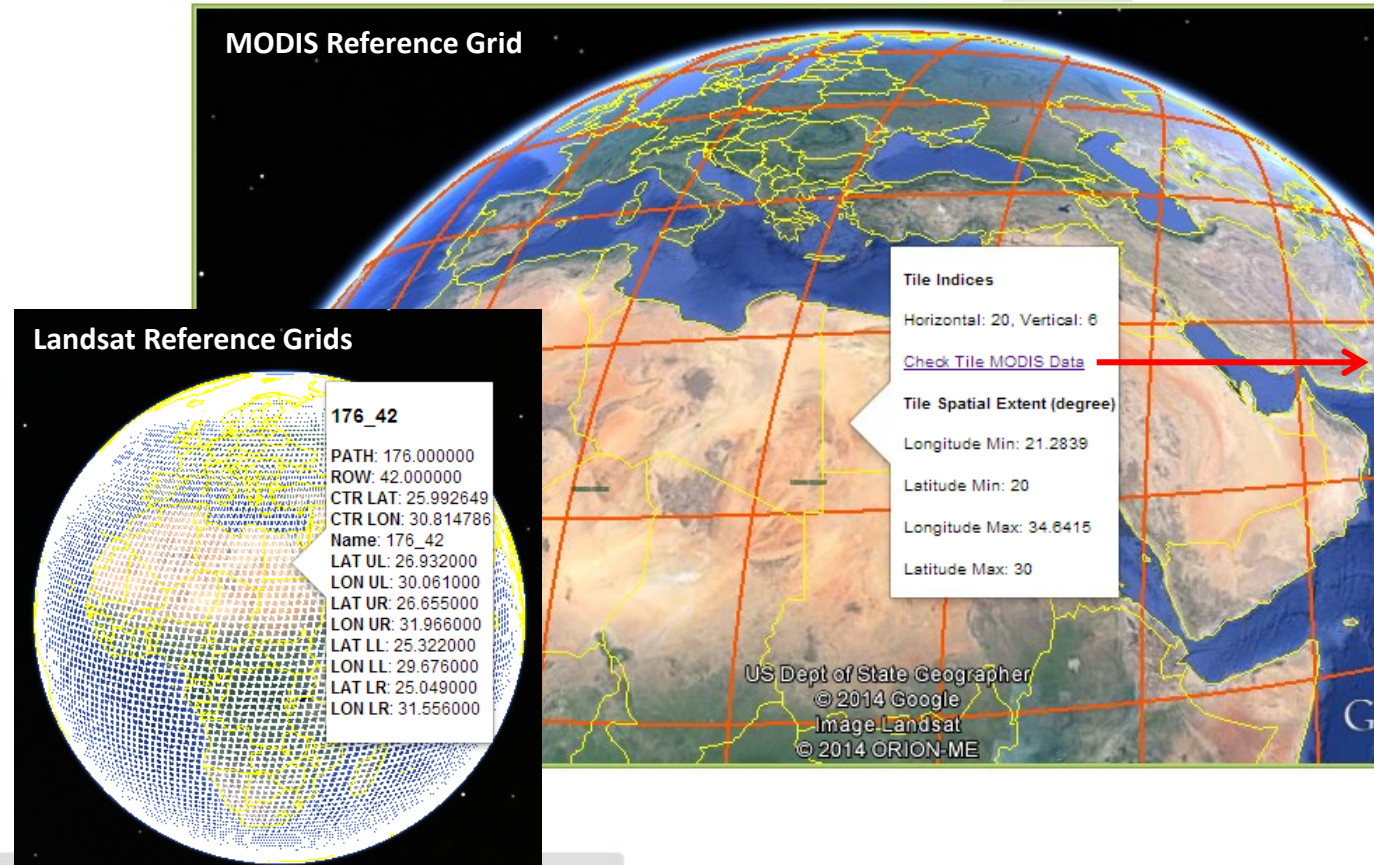 MODIS Reference Grid
Tile Indices
Horizontal: 20, Vertical: 6
Check Tile MODIS Data
Tile Spatial Extent (degree)
Longitude Min: 21.2839
Latitude Min: 20
Longitude Max: 34.6415
Latitude Max: 30
US Dept of State Geographer
© 2014 Google
Image Landsat
© 2014 ORION-ME
G
Landsat Reference Grids
176_42
PATH: 176.000000
ROW: 42.000000
CTR LAT: 25.992649
CTR LON: 30.814786
Name: 176_42
LAT UL: 26.932000
LON UL: 30.061000
LAT UR: 26.655000
LON UR: 31.966000
LAT LL: 25.322000
LON LL: 29.676000
LAT LR: 25.049000
LON LR: 31.556000